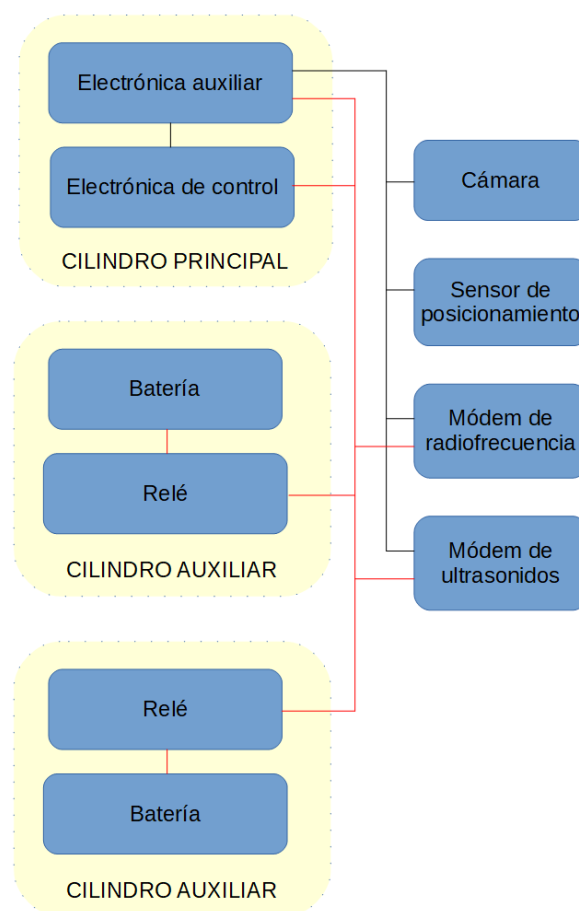 Electrónica auxiliar
Electrónica de control
CILINDRO PRINCIPAL
Batería
Relé
CILINDRO AUXILIAR
Relé
Batería
CILINDRO AUXILIAR
Cámara
Sensor de
posicionamiento
Módem de
radiofrecuencia
Módem de
ultrasonidos